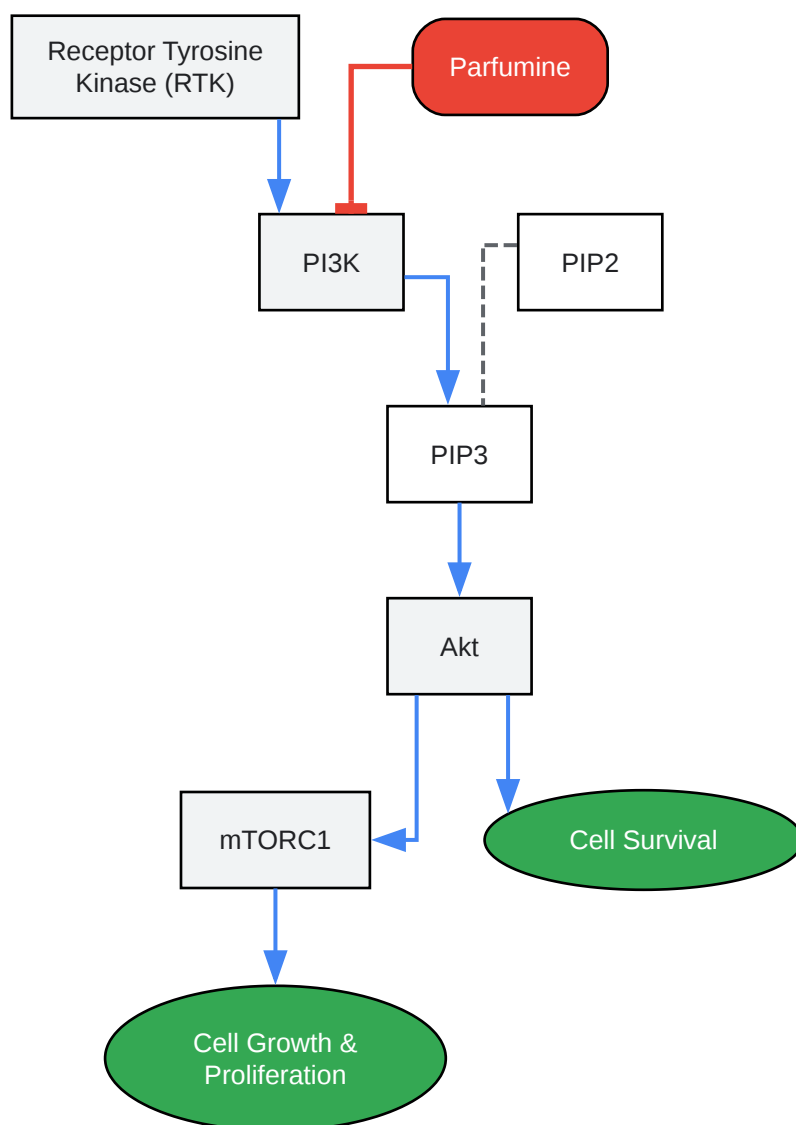 Receptor Tyrosine
Kinase (RTK)
Parfumine
PI3K
PIP2
PIP3
Akt
mTORC1
Cell Survival
Cell Growth &
Proliferation